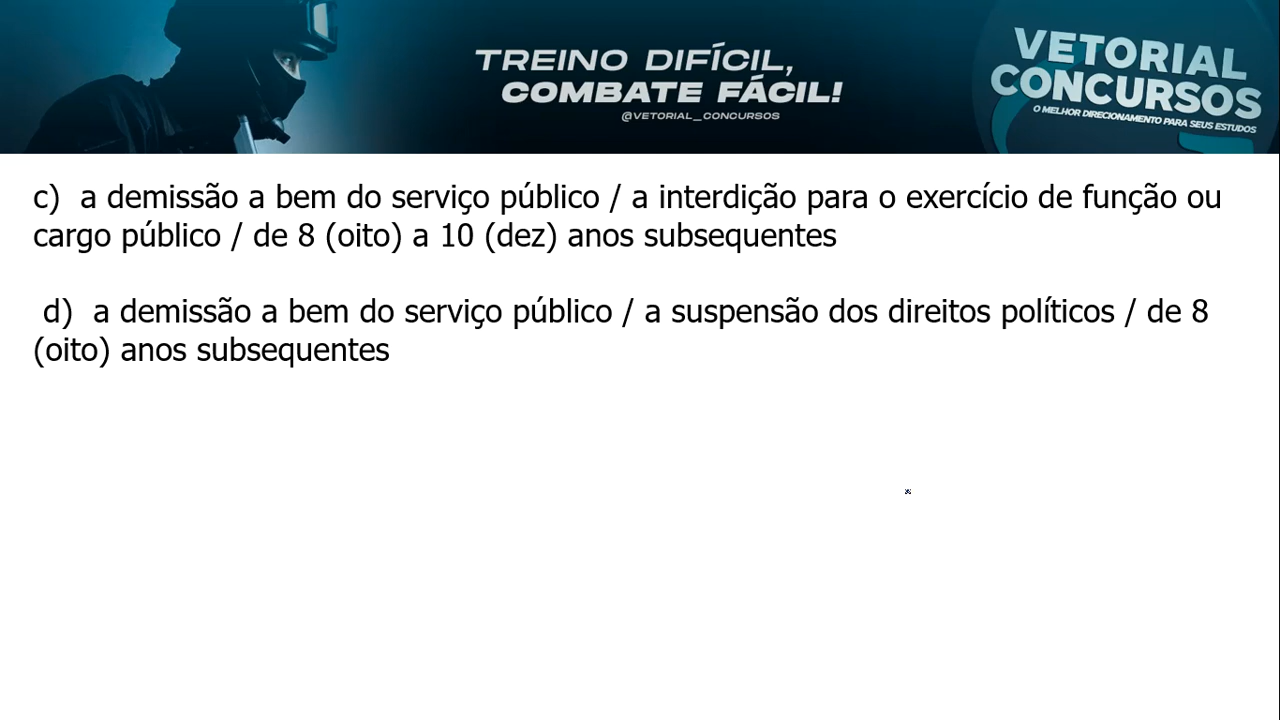 TREINO DIFÍCIL,
COMBATE FÁCIL!
@VETORIAL_CONCURSOS
VETORIAL
CONCURSOS
O MELHOR DIRECIONAMENTO PARA SEUS ESTUDOS
c) a demissão a bem do serviço público / a interdição para o exercício de função ou
cargo público / de 8 (oito) a 10 (dez) anos subsequentes
d) a demissão a bem do serviço público / a suspensão dos direitos políticos / de 8
(oito) anos subsequentes